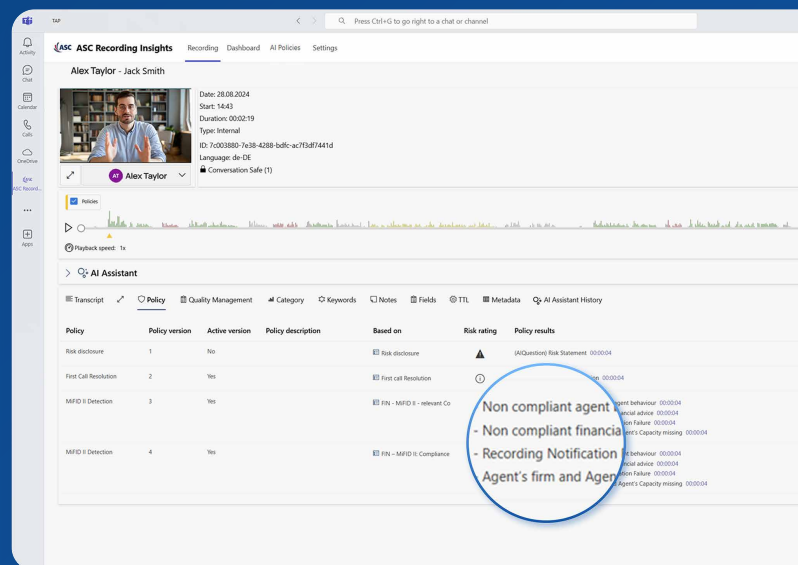 TAP
Press Ctrl+G to go right to a chat or channel
Activity
Chat
Calendar
Calls
OneDrive
ASC Record...
Apps
ASC ASC Recording Insights Recording Dashboard AI Policies Settings
Alex Taylor - Jack Smith
Date: 28.08.2024
Start: 14:43
Duration: 00:02:19
Type: Internal
ID: 7c003880-7e38-4288-bdfc-ac7f3df7441d
Language: de-DE
Conversation Safe (1)
AT Alex Taylor
Policies
Playback speed: 1x
AI Assistant
Transcript Policy Quality Management Category Keywords Notes Fields TTL Metadata AI Assistant History
Policy Policy version Active version Policy description Based on Risk rating Policy results
Risk disclosure 1 No Risk disclosure (AIQuestion) Risk Statement 00:00:04
First Call Resolution 2 Yes First call Resolution 00:00:04
MiFID II Detection 3 Yes FIN - MiFID II - relevant Co
agent behaviour 00:00:04
ancial advice 00:00:04
tion Failure 00:00:04
ent's Capacity missing 00:00:04
- Non compliant agent
- Non compliant financia
- Recording Notification
Agent's firm and Agen
MiFID II Detection 4 Yes FIN – MiFID II: Compliance
nt behaviour 00:00:04
ncial advice 00:00:04
tion Failure 00:00:04
Agent's Capacity missing 00:00:04